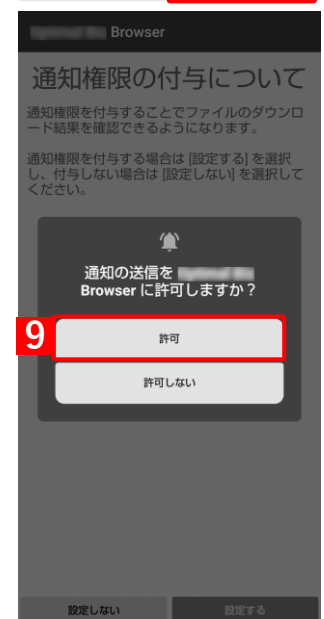 Browser
通知権限の付与について
通知権限を付与することでファイルのダウンロ
ード結果を確認できるようになります。
通知権限を付与する場合は [設定する] を選択
し、付与しない場合は [設定しない] を選択して
ください。
通知の送信を
Browser に許可しますか？
9
許可
許可しない
設定しない
設定する